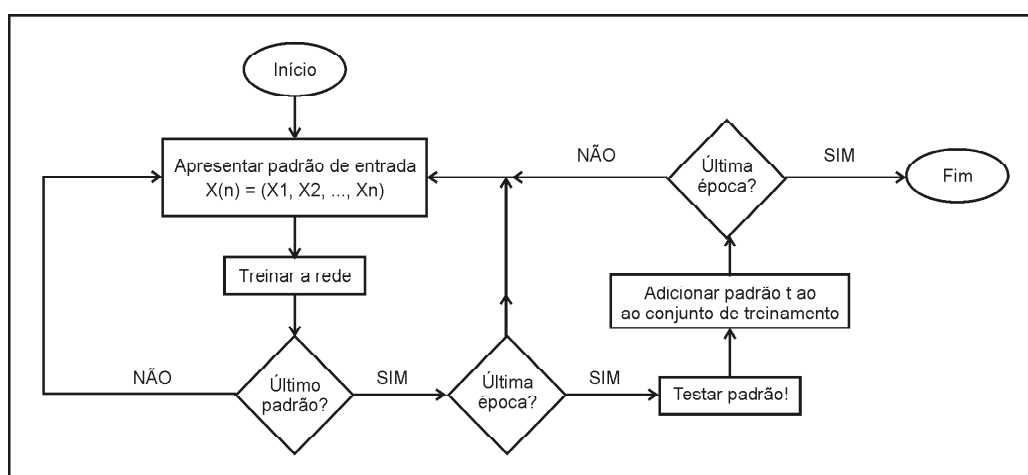 Início
Apresentar padrão de entrada
X(n) = (X1, X2, ..., Xn)
Treinar a rede
Último
padrão?
NÃO
SIM
Última
época?
SIM
Testar padrão!
Adicionar padrão t ao
ao conjunto de treinamento
Última
época?
NÃO
SIM
Fim